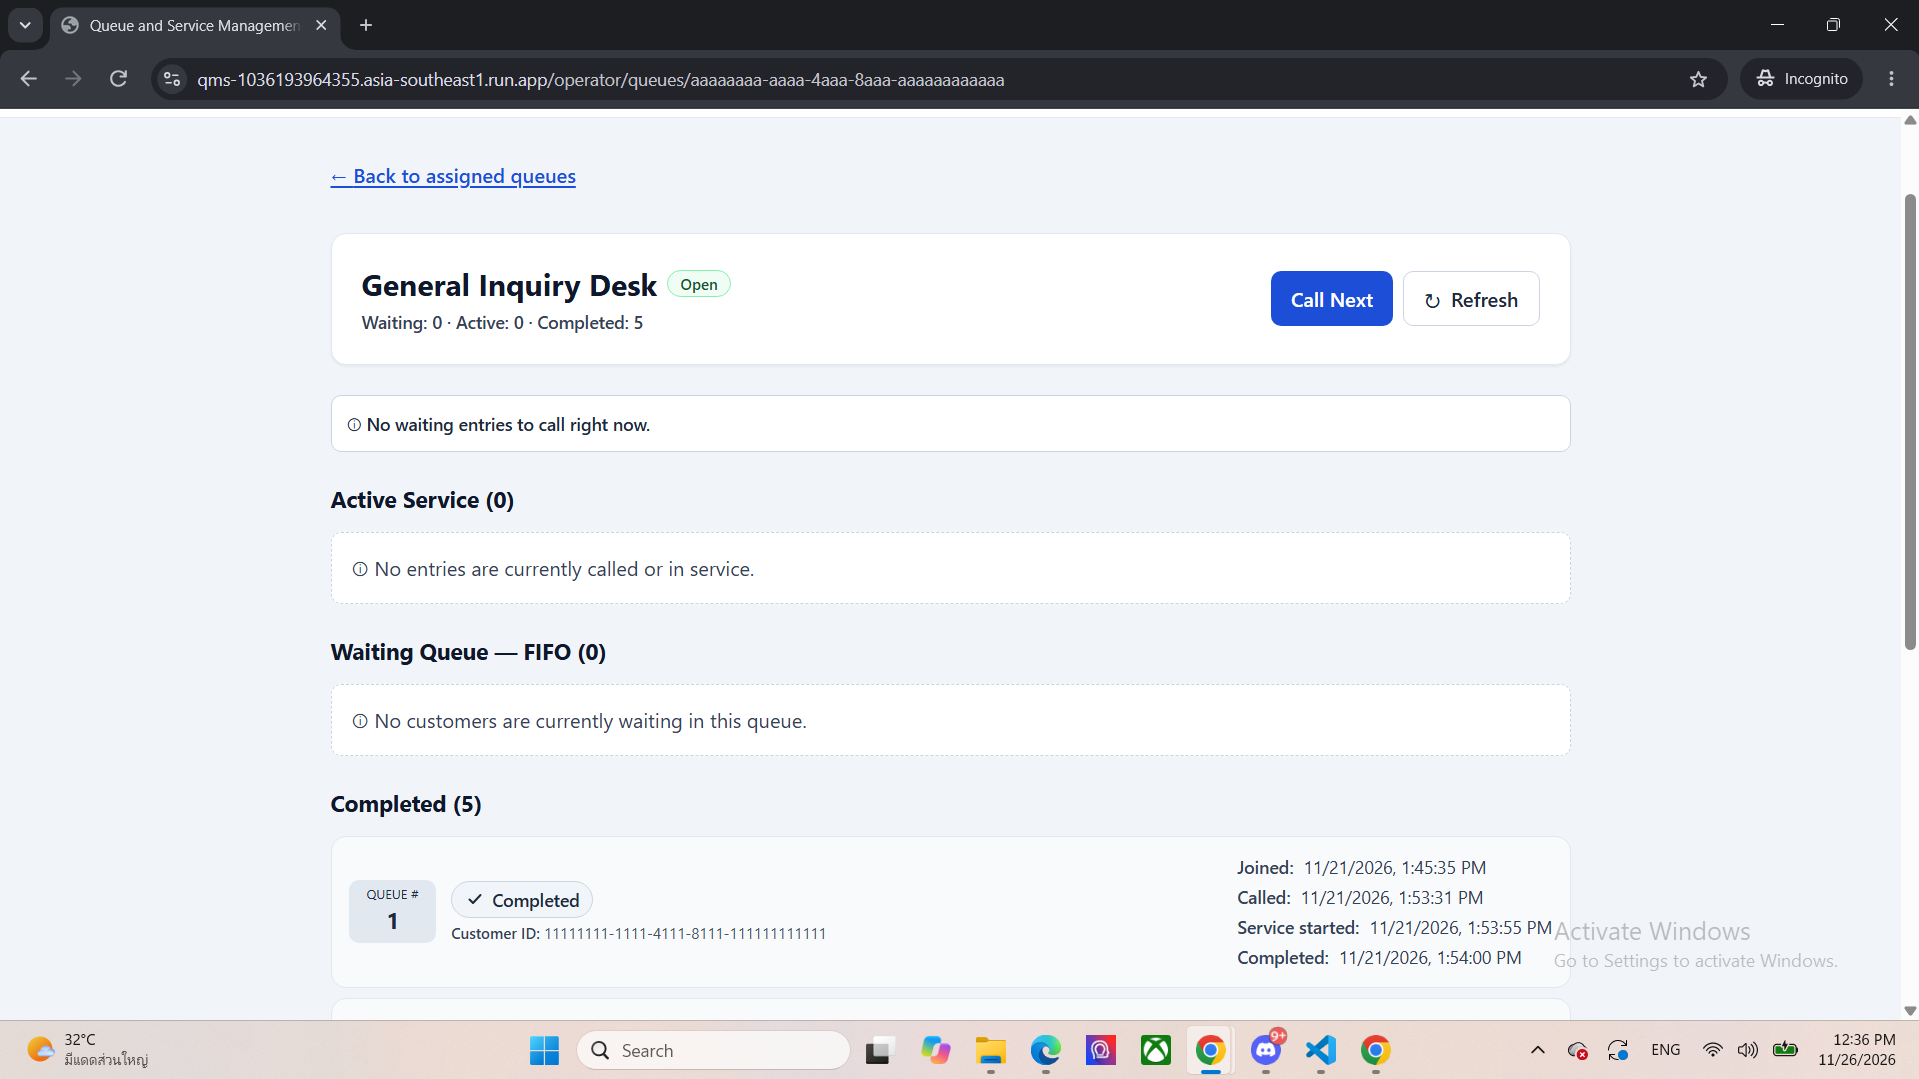 Queue and Service Managemen
qms-1036193964355.asia-southeast1.run.app/operator/queues/aaaaaaaa-aaaa-4aaa-8aaa-aaaaaaaaaaaa
Incognito
← Back to assigned queues
General Inquiry Desk
Open
Waiting: 0 · Active: 0 · Completed: 5
Call Next
↻ Refresh
ⓘ No waiting entries to call right now.
Active Service (0)
ⓘ No entries are currently called or in service.
Waiting Queue — FIFO (0)
ⓘ No customers are currently waiting in this queue.
Completed (5)
QUEUE #
1
✓ Completed
Customer ID: 11111111-1111-4111-8111-111111111111
Joined: 11/21/2026, 1:45:35 PM
Called: 11/21/2026, 1:53:31 PM
Service started: 11/21/2026, 1:53:55 PM
Completed: 11/21/2026, 1:54:00 PM
Activate Windows
Go to Settings to activate Windows.
32°C
มีแดดส่วนใหญ่
Search
9+
ENG
12:36 PM
11/26/2026